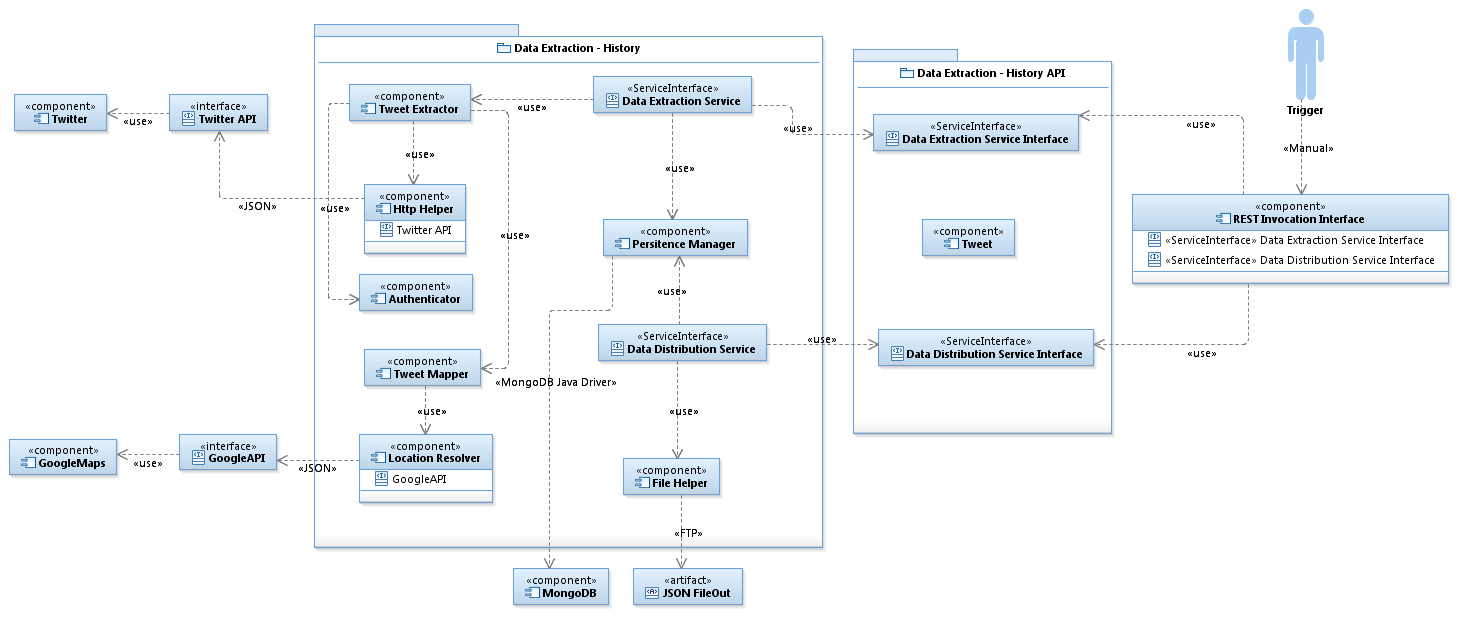 Data Extraction - History
Data Extraction - History API
Trigger
«Manual»
«component»
Twitter
«use»
«interface»
Twitter API
«component»
Tweet Extractor
«use»
«ServiceInterface»
Data Extraction Service
«use»
«ServiceInterface»
Data Extraction Service Interface
«use»
«use»
«use»
«JSON»
«use»
«component»
Http Helper
Twitter API
«use»
«component»
Persitence Manager
«component»
Tweet
«component»
REST Invocation Interface
«ServiceInterface» Data Extraction Service Interface
«ServiceInterface» Data Distribution Service Interface
«component»
Authenticator
«use»
«ServiceInterface»
Data Distribution Service
«use»
«ServiceInterface»
Data Distribution Service Interface
«use»
«component»
Tweet Mapper
«MongoDB Java Driver»
«use»
«use»
«component»
GoogleMaps
«use»
«interface»
GoogleAPI
«JSON»
«component»
Location Resolver
GoogleAPI
«component»
File Helper
«FTP»
«component»
MongoDB
«artifact»
JSON FileOut